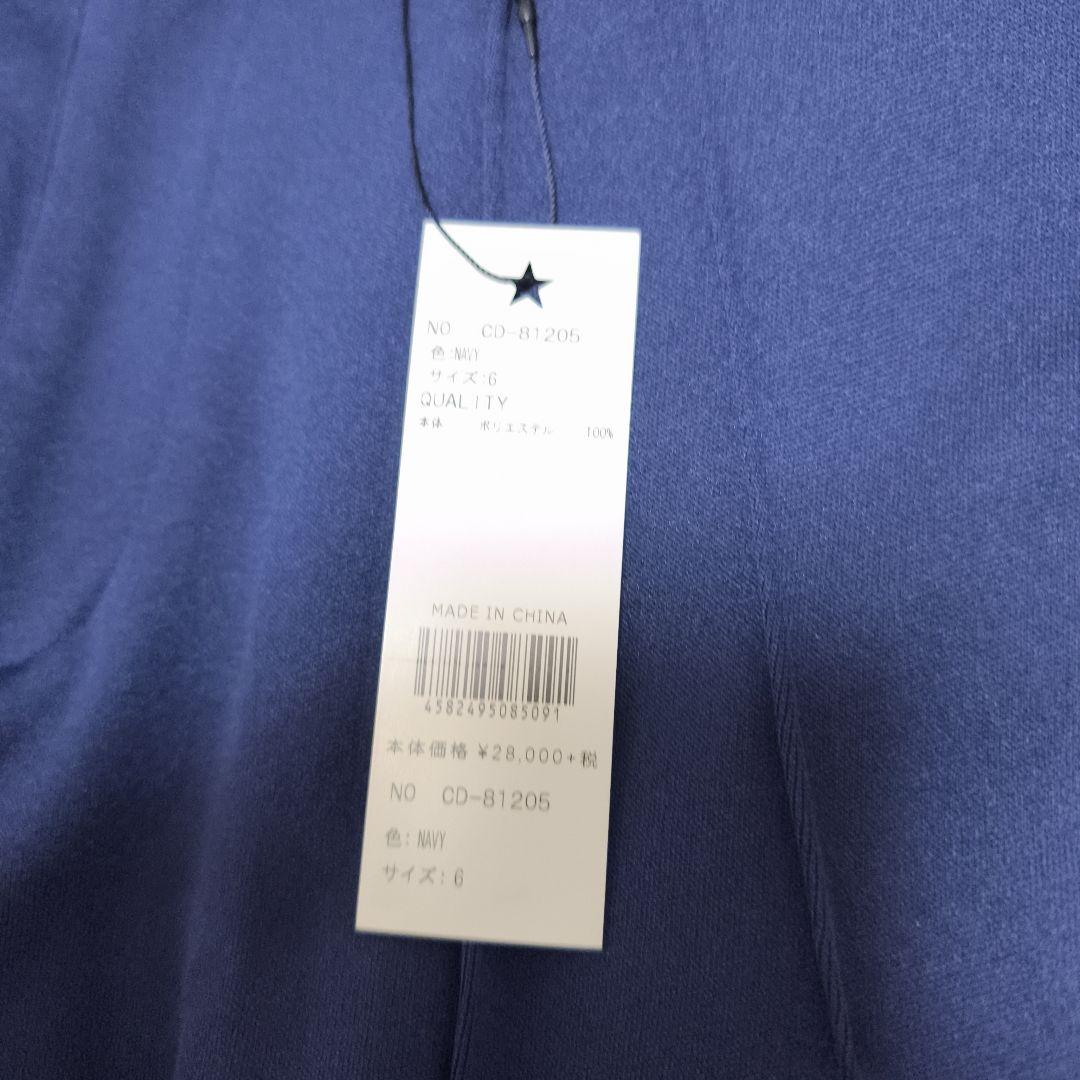 NO CD-81205
色:NAVY
サイズ:6
QUALITY
本体 ポリエステル 100%
MADE IN CHINA
4582495085091
本体価格 ¥28,000+税
NO CD-81205
色: NAVY
サイズ: 6